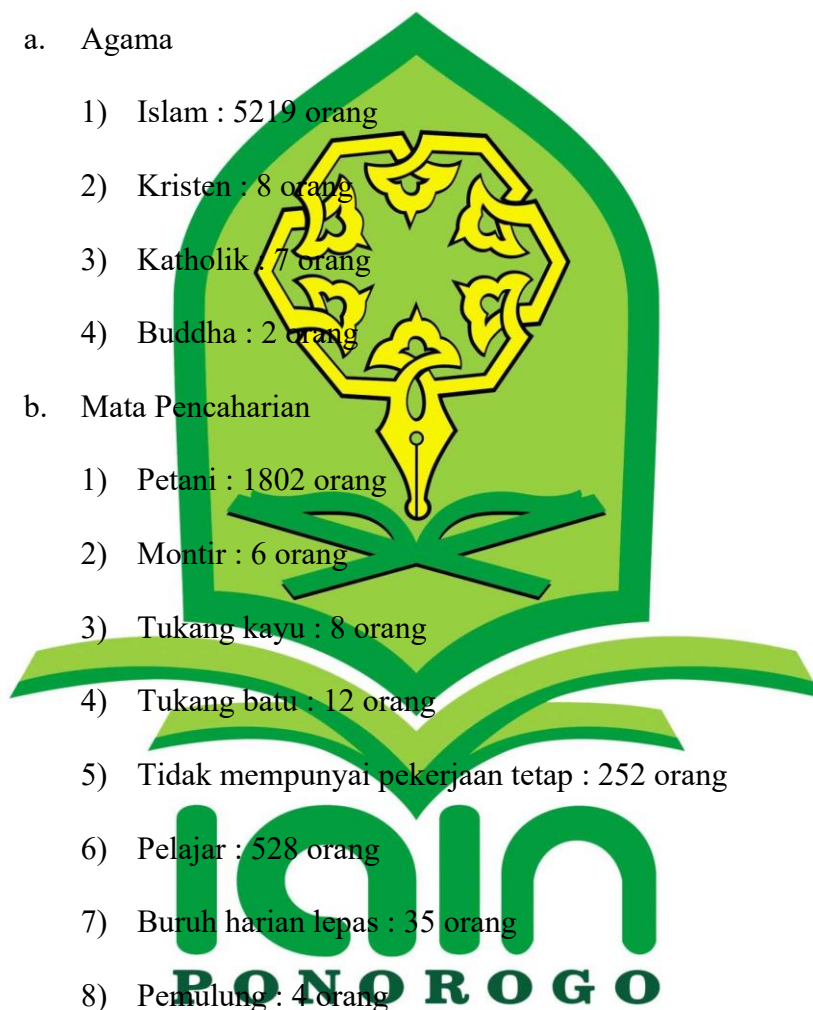 a. Agama
1) Islam : 5219 orang
2) Kristen : 8 orang
3) Katholik : 7 orang
4) Buddha : 2 orang
b. Mata Pencaharian
1) Petani : 1802 orang
2) Montir : 6 orang
3) Tukang kayu : 8 orang
4) Tukang batu : 12 orang
5) Tidak mempunyai pekerjaan tetap : 252 orang
6) Pelajar : 528 orang
iain
7) Buruh harian lepas : 35 orang
8) Pemulung : 4 orang
PONOROGO